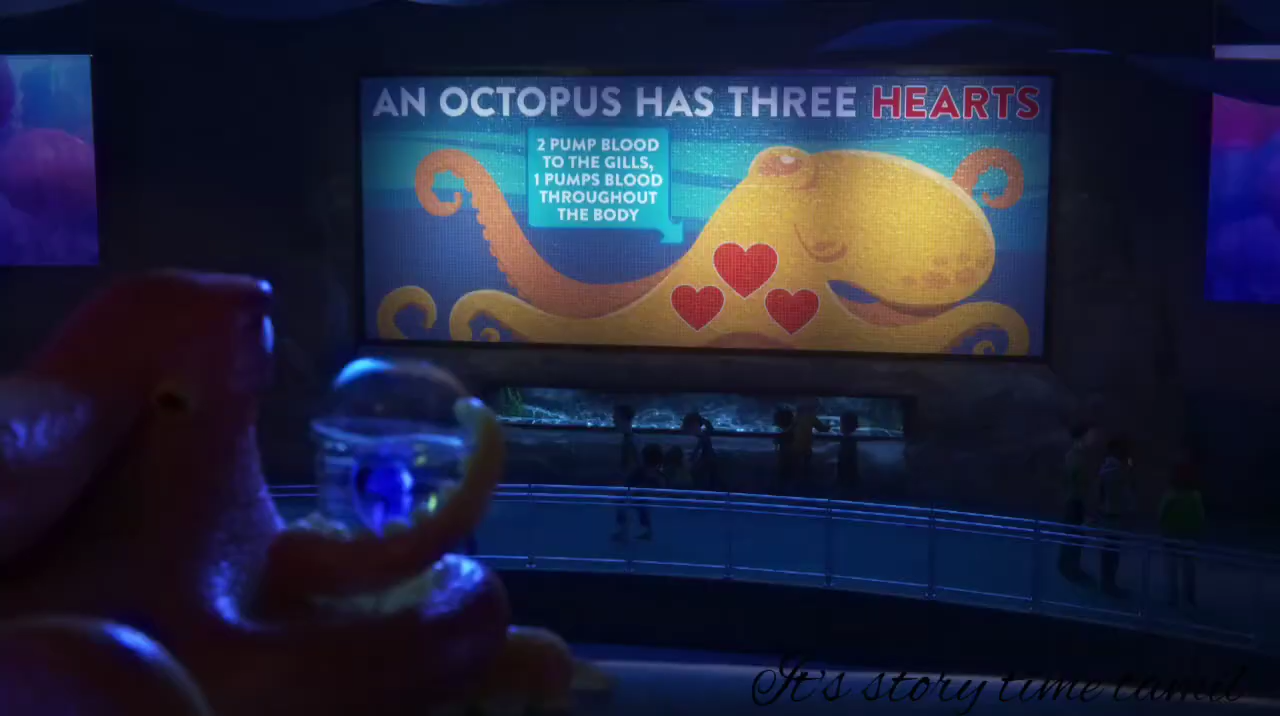 AN OCTOPUS HAS THREE HEARTS
2 PUMP BLOOD
TO THE GILLS,
1 PUMPS BLOOD
THROUGHOUT
THE BODY
It's story time tamil